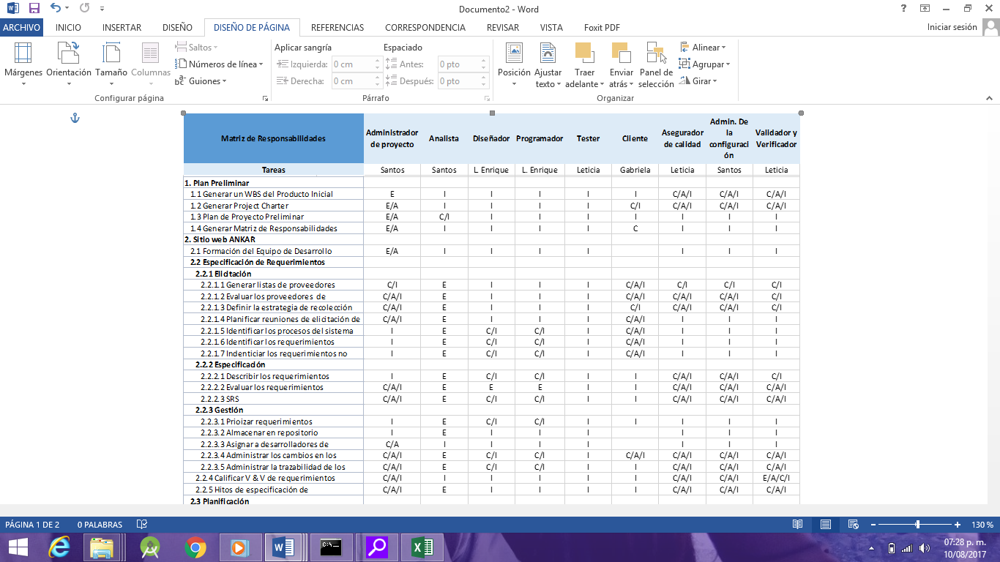 Documento2 - Word
ARCHIVO INICIO INSERTAR DISEÑO DISEÑO DE PÁGINA REFERENCIAS CORRESPONDENCIA REVISAR VISTA Foxit PDF Iniciar sesión
Márgenes Orientación Tamaño Columnas
Saltos
Números de línea
Guiones
Configurar página
Aplicar sangría Espaciado
Izquierda: 0 cm Antes: 0 pto
Derecha: 0 cm Después: 0 pto
Párrafo
Posición Ajustar texto Traer adelante Enviar atrás Panel de selección
Alinear
Agrupar
Girar
Organizar
Matriz de Responsabilidades Administrador de proyecto Analista Diseñador Programador Tester Cliente Asegurador de calidad Admin. De la configuraci ón Validador y Verificador
Tareas Santos Santos L. Enrique L. Enrique Leticia Gabriela Leticia Santos Leticia
1. Plan Preliminar
1.1 Generar un WBS del Producto Inicial E I I I I I C/A/I C/A/I C/A/I
1.2 Generar Project Charter E/A I I I I C/I C/A/I C/A/I C/A/I
1.3 Plan de Proyecto Preliminar E/A C/I I I I I I I I
1.4 Generar Matriz de Responsabilidades E/A I I I I C I I I
2. Sitio web ANKAR
2.1 Formación del Equipo de Desarrollo E/A I I I I I I I
2.2 Especificación de Requerimientos
2.2.1 Elicitación
2.2.1.1 Generar listas de proveedores C/I E I I I C/A/I C/I C/I C/I
2.2.1.2 Evaluar los proveedores de C/A/I E I I I C/A/I C/A/I C/A/I C/I
2.2.1.3 Definir la estrategia de recolección C/A/I E I I I C/I C/A/I C/A/I C/I
2.2.1.4 Planificar reuniones de elicitación de C/A/I E I I I C/A/I I I I
2.2.1.5 Identificar los procesos del sistema I E C/I C/I I C/A/I I I I
2.2.1.6 Identificar los requerimientos I E C/I C/I I C/A/I I I I
2.2.1.7 Indenticiar los requerimientos no I E C/I C/I I C/A/I I I I
2.2.2 Especificación
2.2.2.1 Describir los requerimientos I E C/I C/I I I C/A/I C/A/I C/I
2.2.2.2 Evaluar los requerimientos C/A/I E E E I I C/A/I C/A/I C/A/I
2.2.2.3 SRS C/A/I E C/I C/I I I C/A/I C/A/I C/A/I
2.2.3 Gestión
2.2.3.1 Prioizar requerimientos I E C/I C/I I I I I I
2.2.3.2 Almacenar en repositorio I E I I I I I I
2.2.3.3 Asignar a desarrolladores de C/A I I I I I I I
2.2.3.4 Administrar los cambios en los C/A/I E C/I C/I I C/A/I C/A/I C/A/I C/A/I
2.2.3.5 Administrar la trazabilidad de los C/A/I E C/I C/I I I C/A/I C/A/I C/A/I
2.2.4 Calificar V & V de requerimientos C/A/I I I I I I C/A/I C/A/I E/A/C/I
2.2.5 Hitos de especificación de C/A/I E I I I I C/A/I C/A/I C/A/I
2.3 Planificación
PÁGINA 1 DE 2 0 PALABRAS 130 %
07:28 p. m.
10/08/2017